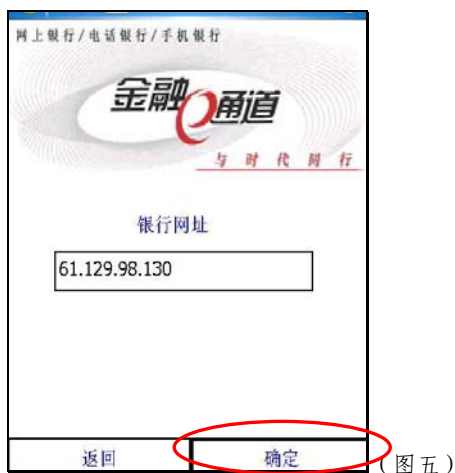 网上银行/电话银行/手机银行
金融e通道
与时代同行
银行网址
61.129.98.130
返回 确定
(图五)